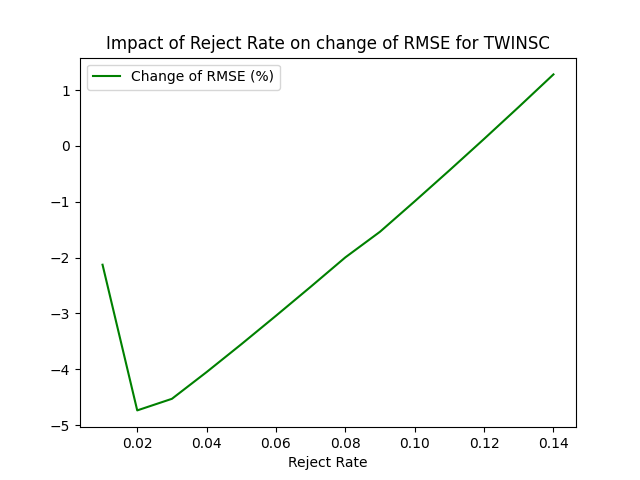 Impact of Reject Rate on change of RMSE for TWINSC
Change of RMSE (%)
1
0
−1
−2
−3
−4
−5
0.02 0.04 0.06 0.08 0.10 0.12 0.14
Reject Rate